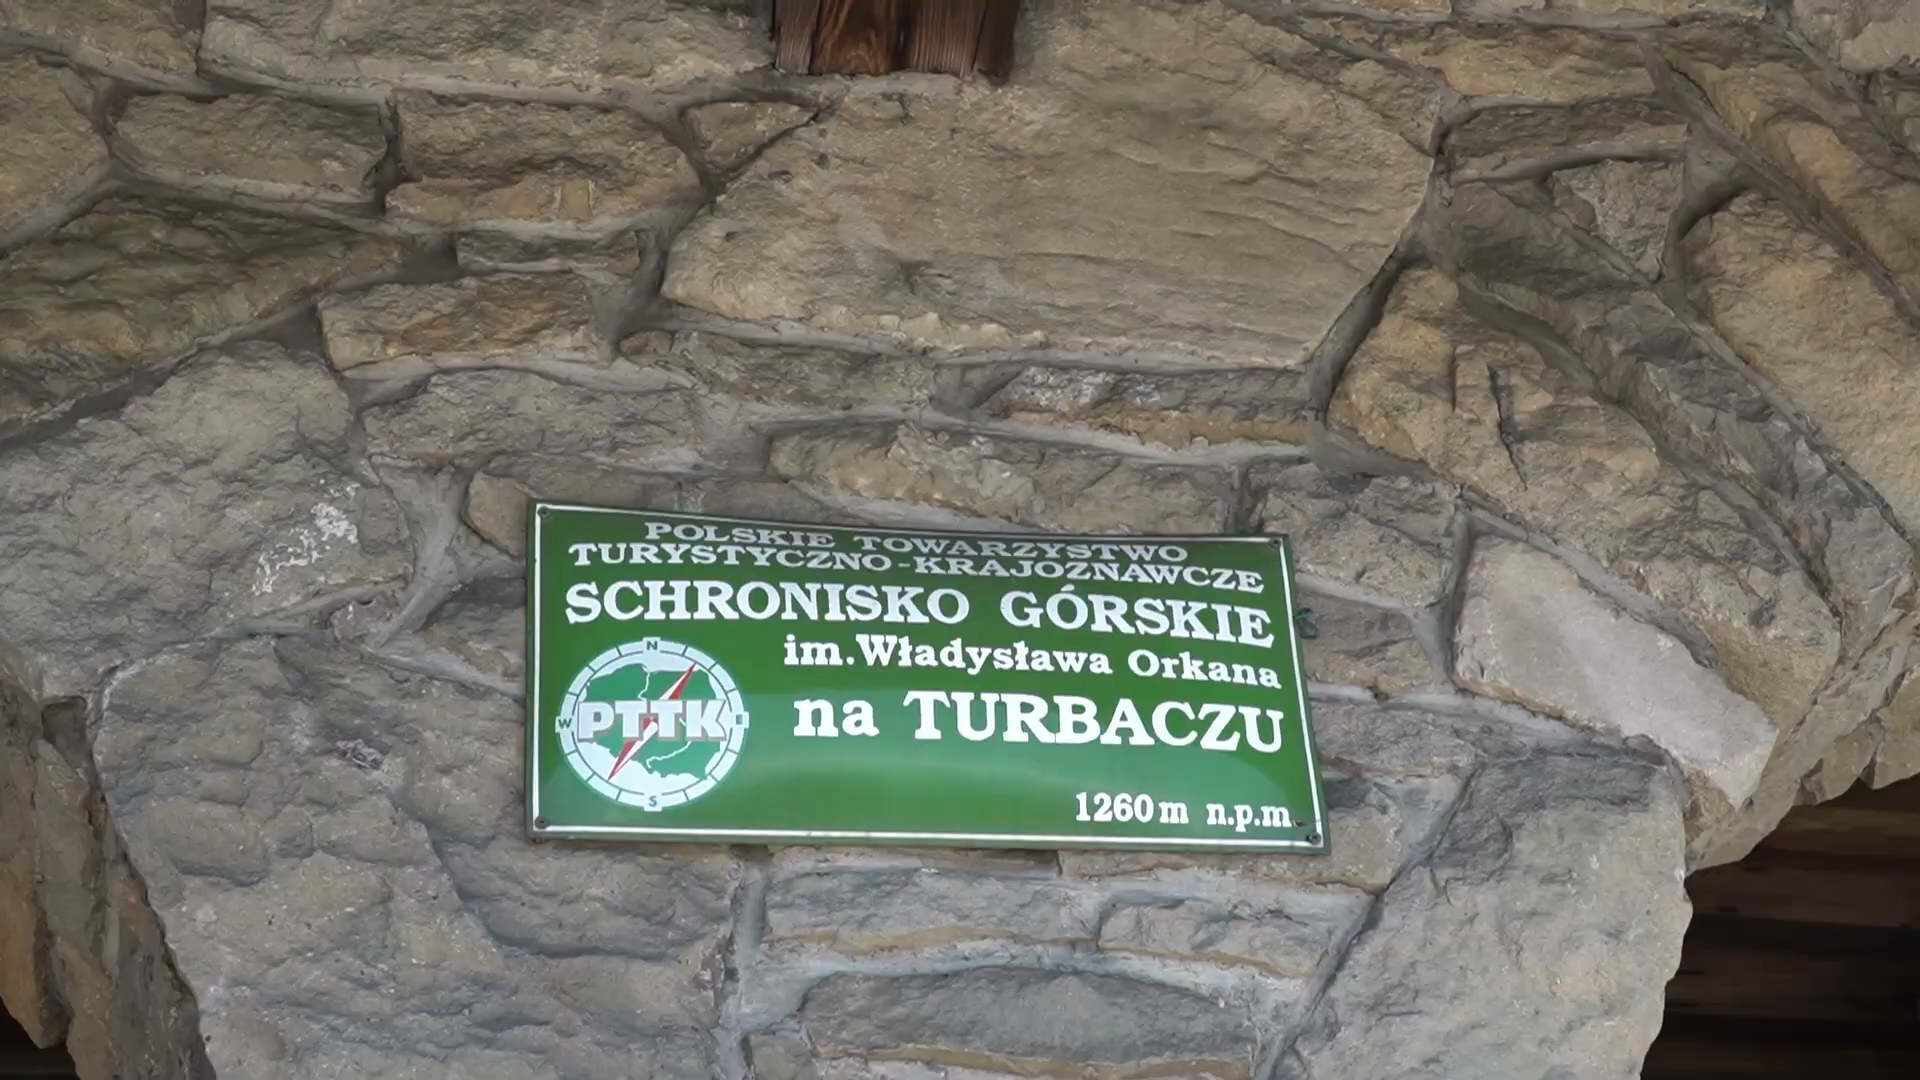 POLSKIE TOWARZYSTWO
TURYSTYCZNO-KRAJOZNAWCZE
SCHRONISKO GÓRSKIE
im. Władysława Orkana
na TURBACZU
1260 m n.p.m.
N
W PTTK E
S